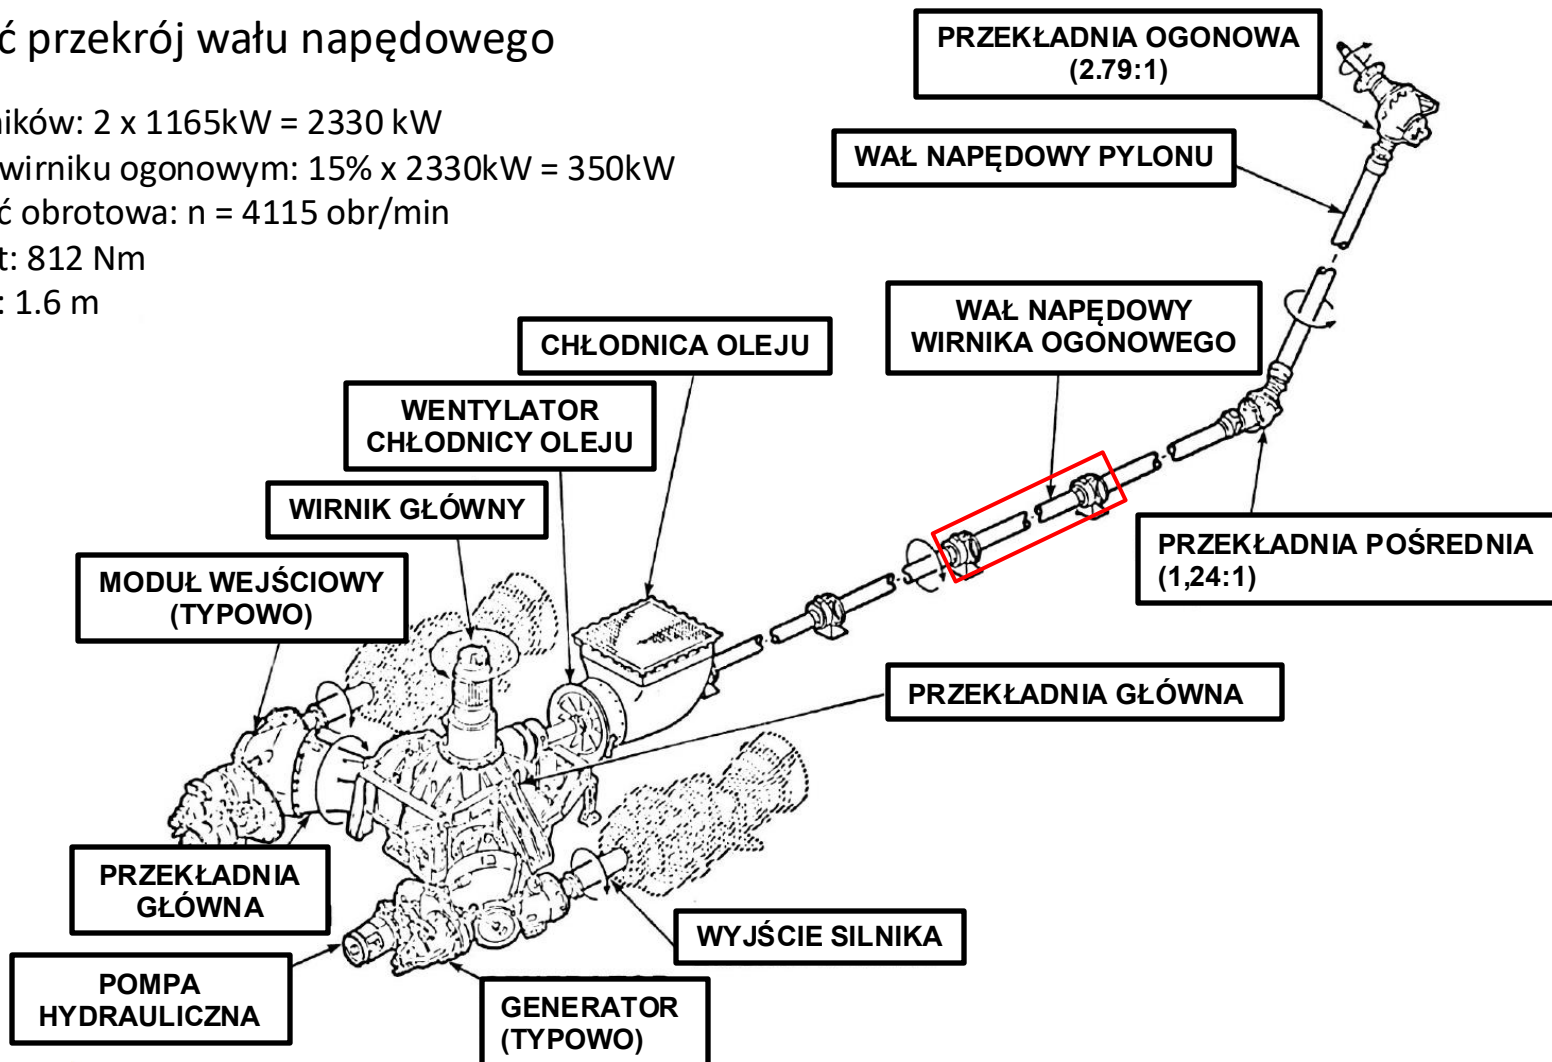 ć przekrój wału napędowego
ików: 2 x 1165kW = 2330 kW
wirniku ogonowym: 15% x 2330kW = 350kW
ć obrotowa: n = 4115 obr/min
t: 812 Nm
: 1.6 m
PRZEKŁADNIA OGONOWA
(2.79:1)
WAŁ NAPĘDOWY PYLONU
WAŁ NAPĘDOWY
WIRNIKA OGONOWEGO
CHŁODNICA OLEJU
WENTYLATOR
CHŁODNICY OLEJU
WIRNIK GŁÓWNY
MODUŁ WEJŚCIOWY
(TYPOWO)
PRZEKŁADNIA POŚREDNIA
(1,24:1)
PRZEKŁADNIA GŁÓWNA
PRZEKŁADNIA
GŁÓWNA
WYJŚCIE SILNIKA
POMPA
HYDRAULICZNA
GENERATOR
(TYPOWO)